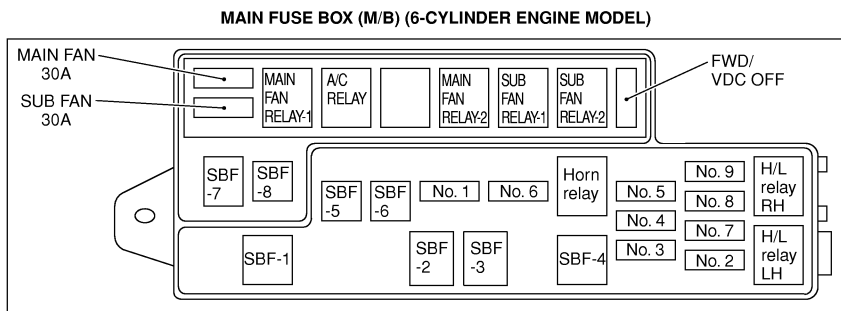 MAIN FUSE BOX (M/B) (6-CYLINDER ENGINE MODEL)
MAIN FAN
30A
SUB FAN
30A
MAIN
FAN
RELAY-1
A/C
RELAY
MAIN
FAN
RELAY-2
SUB
FAN
RELAY-1
SUB
FAN
RELAY-2
FWD/
VDC OFF
SBF
-7
SBF
-8
SBF
-5
SBF
-6
No. 1
No. 6
Horn
relay
No. 5
No. 4
No. 3
No. 9
No. 8
No. 7
No. 2
H/L
relay
RH
H/L
relay
LH
SBF-1
SBF
-2
SBF
-3
SBF-4